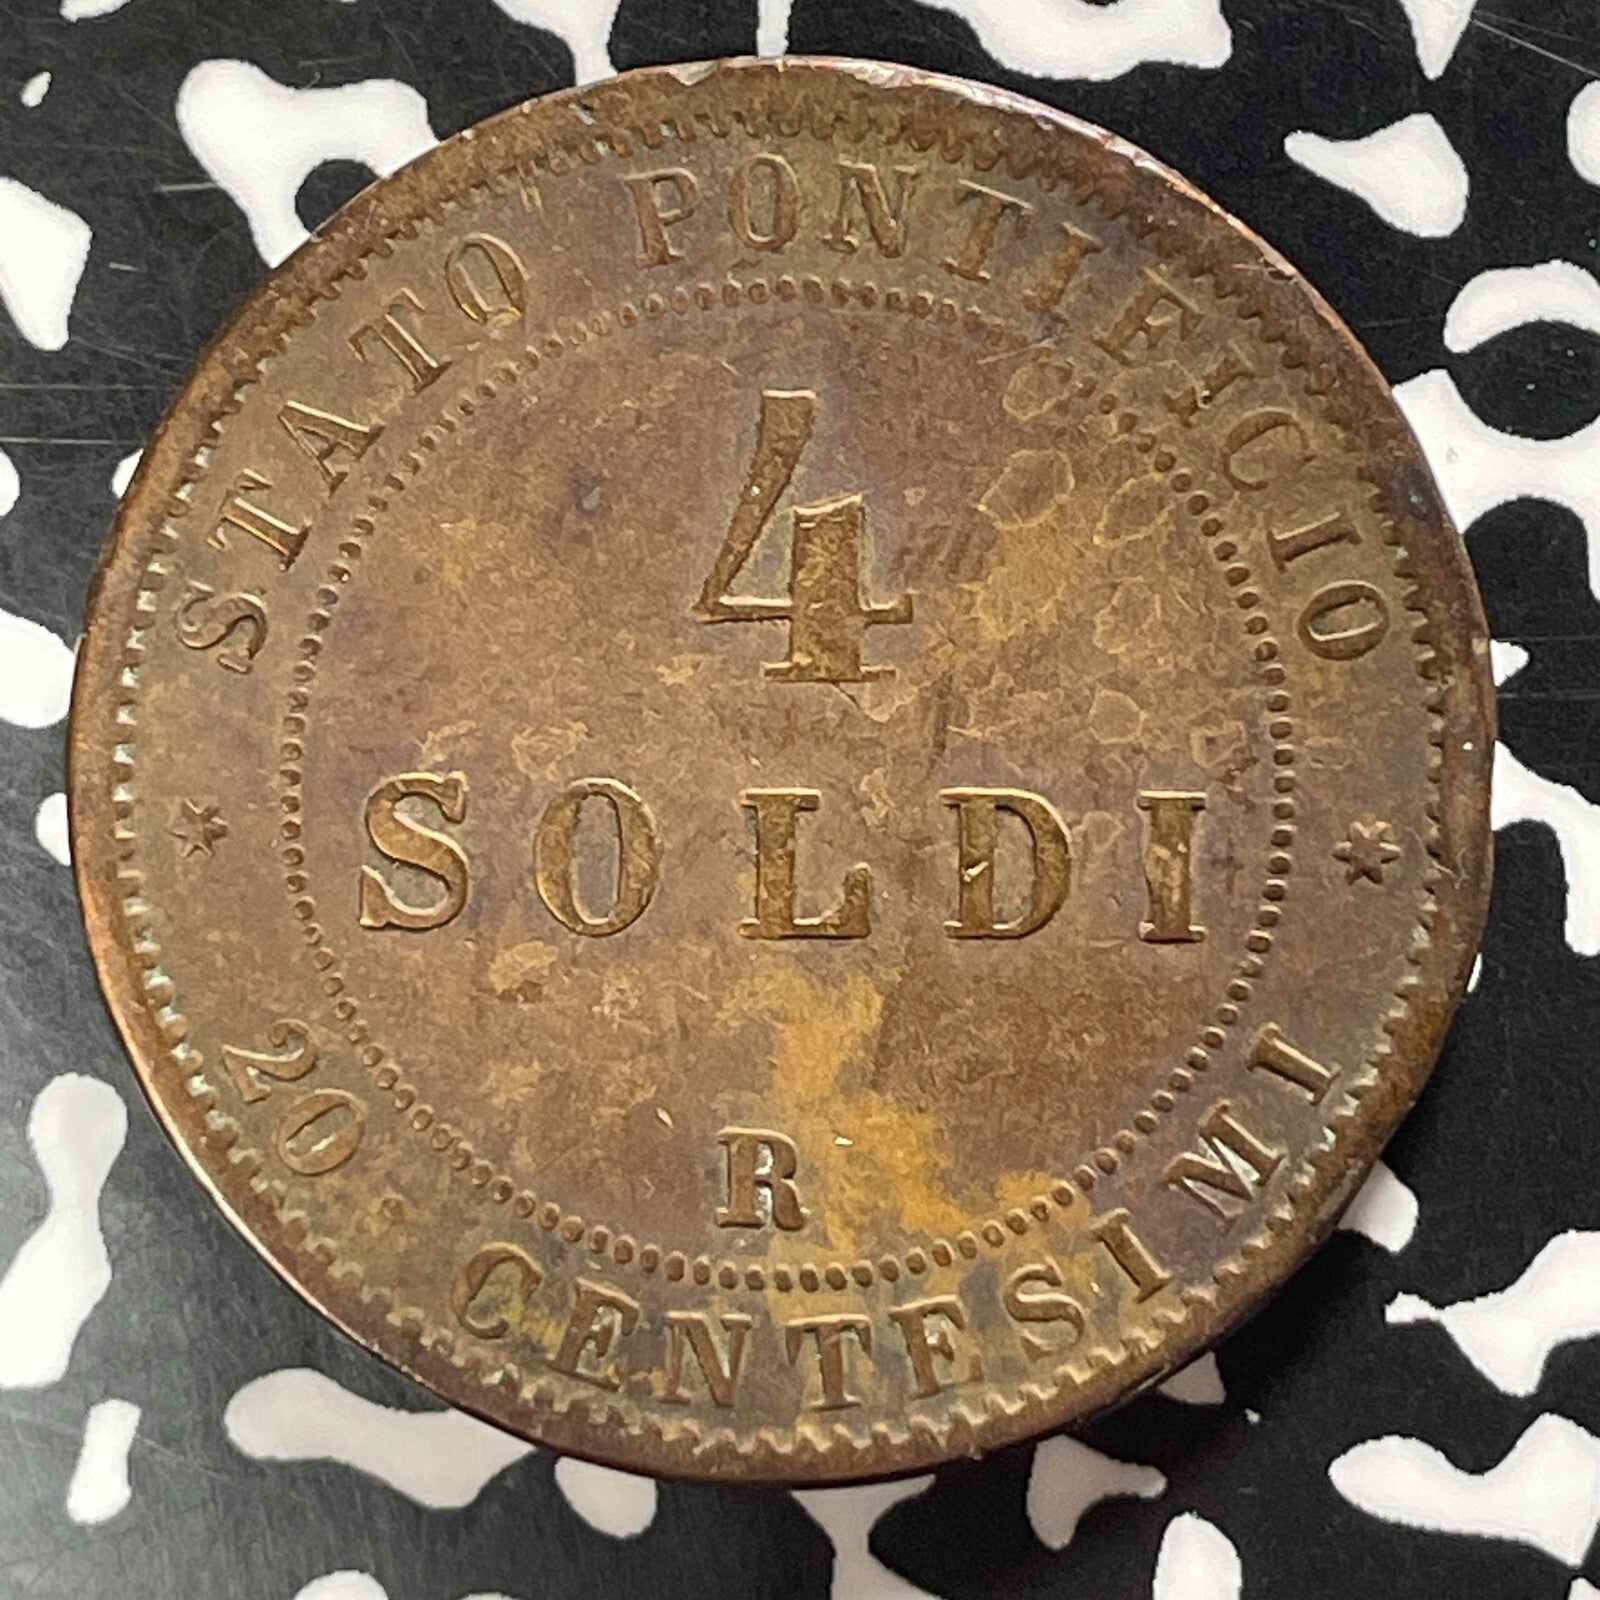 STATO PONTIFICIO
4
SOLDI
R
20 · CENTESIMI